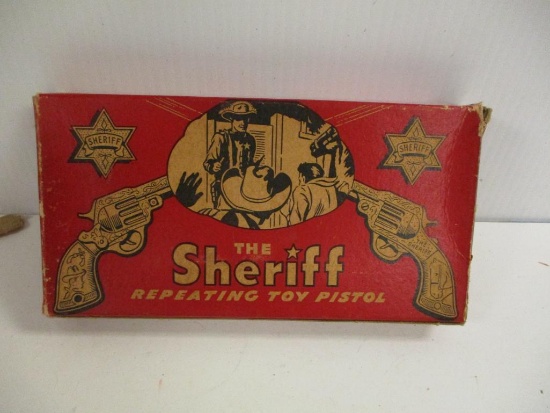 SHERIFF
SHERIFF
THE
Sheriff
REPEATING TOY PISTOL